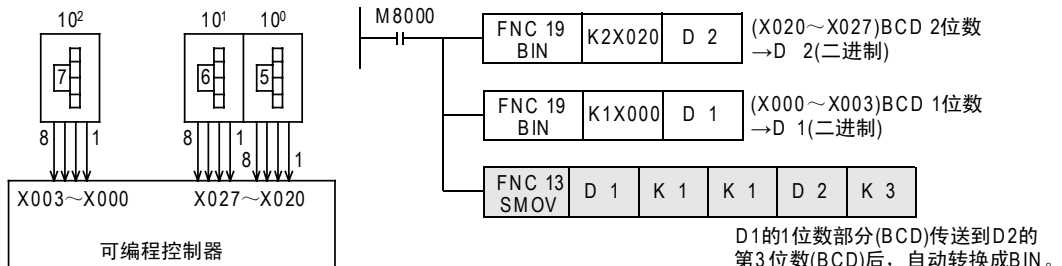 10² 10¹ 10⁰
7 6 5
8 1 8 1 8 1
X003～X000 X027～X020
可编程控制器
M8000
FNC 19 BIN K2X020 D 2
(X020～X027)BCD 2位数
→D 2(二进制)
FNC 19 BIN K1X000 D 1
(X000～X003)BCD 1位数
→D 1(二进制)
FNC 13 SMOV D 1 K 1 K 1 D 2 K 3
D1的1位数部分(BCD)传送到D2的
第3位数(BCD)后，自动转换成BIN。